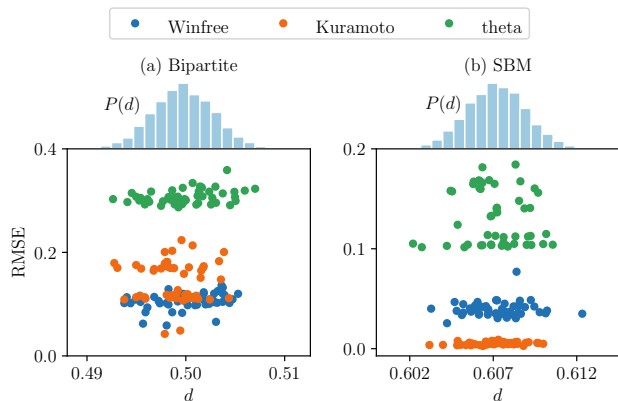 Winfree Kuramoto theta
(a) Bipartite (b) SBM
P(d) P(d)
0.4 0.2
RMSE
0.2 0.1
0.0 0.0
0.49 0.50 0.51 0.602 0.607 0.612
d d